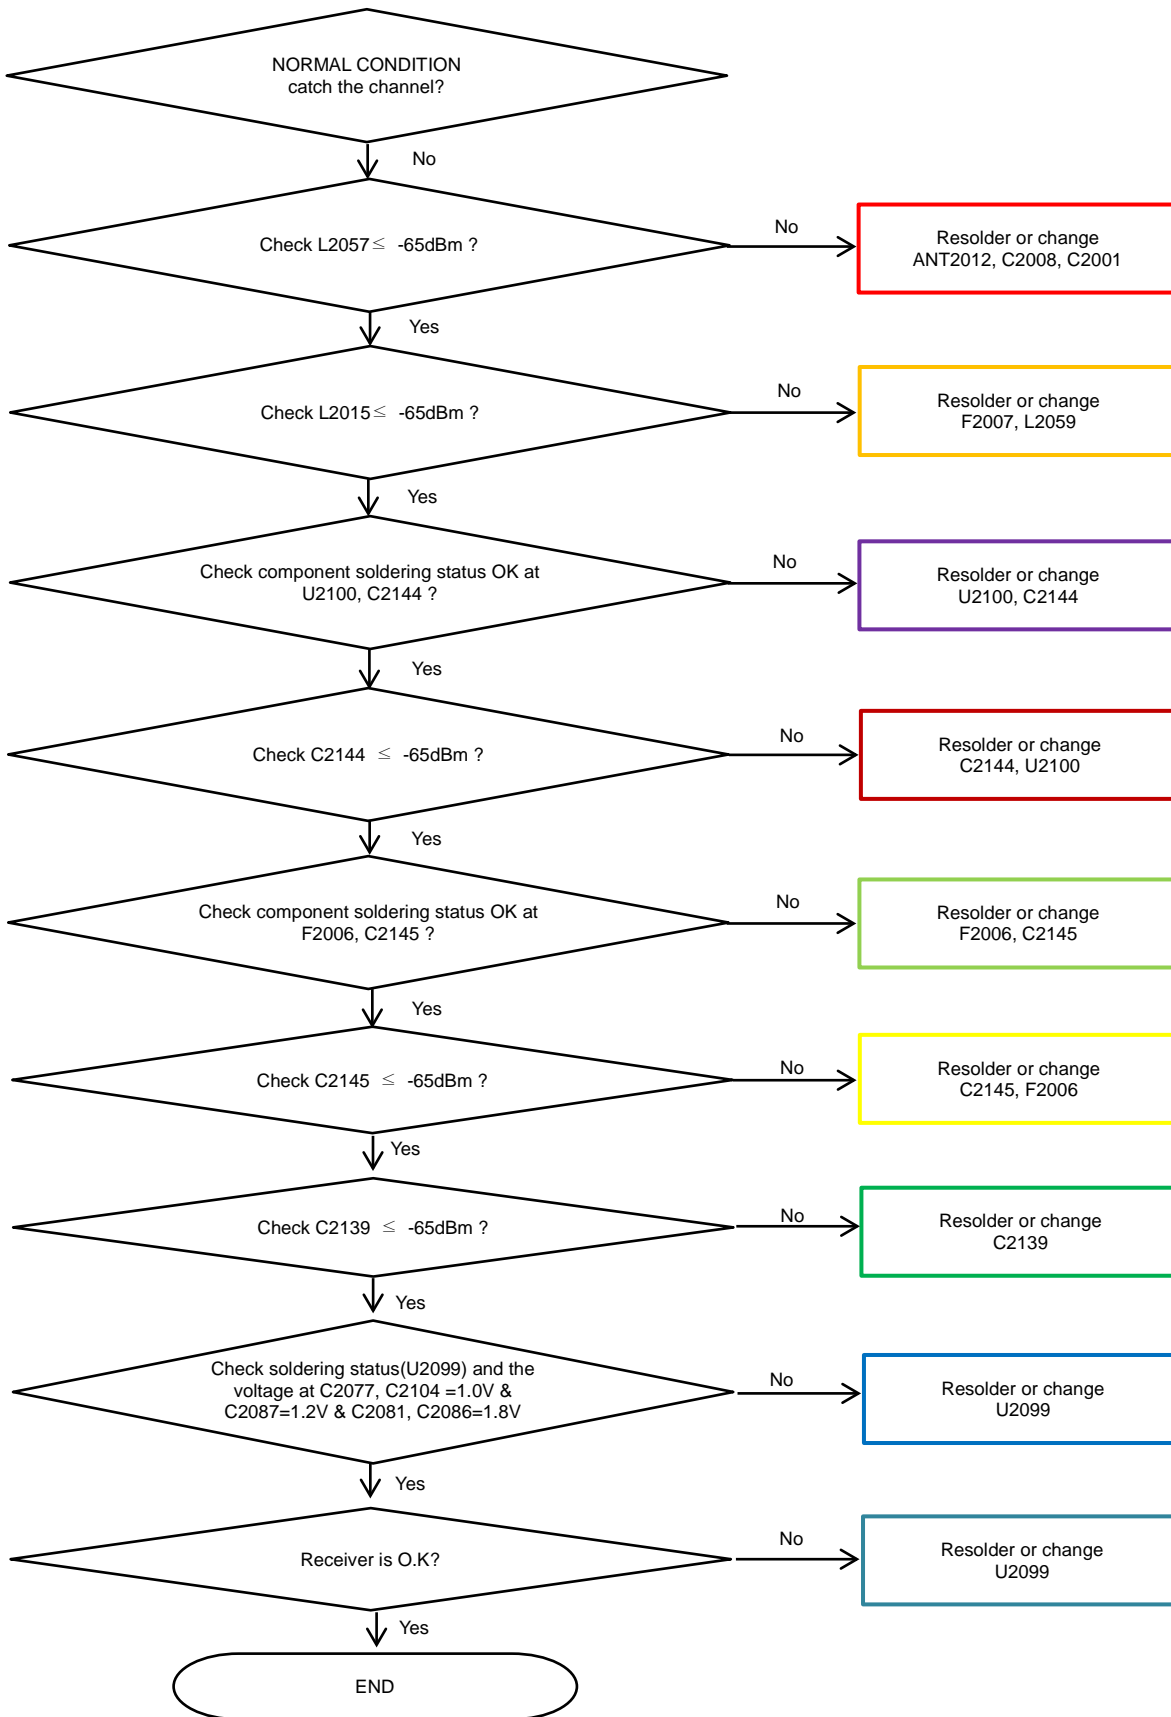 NORMAL CONDITION
catch the channel?
No
Check L2057≤ -65dBm ?
No
Resolder or change
ANT2012, C2008, C2001
Yes
Check L2015≤ -65dBm ?
No
Resolder or change
F2007, L2059
Yes
Check component soldering status OK at
U2100, C2144 ?
No
Resolder or change
U2100, C2144
Yes
Check C2144 ≤ -65dBm ?
No
Resolder or change
C2144, U2100
Yes
Check component soldering status OK at
F2006, C2145 ?
No
Resolder or change
F2006, C2145
Yes
Check C2145 ≤ -65dBm ?
No
Resolder or change
C2145, F2006
Yes
Check C2139 ≤ -65dBm ?
No
Resolder or change
C2139
Yes
Check soldering status(U2099) and the
voltage at C2077, C2104 =1.0V &
C2087=1.2V & C2081, C2086=1.8V
No
Resolder or change
U2099
Yes
Receiver is O.K?
No
Resolder or change
U2099
Yes
END